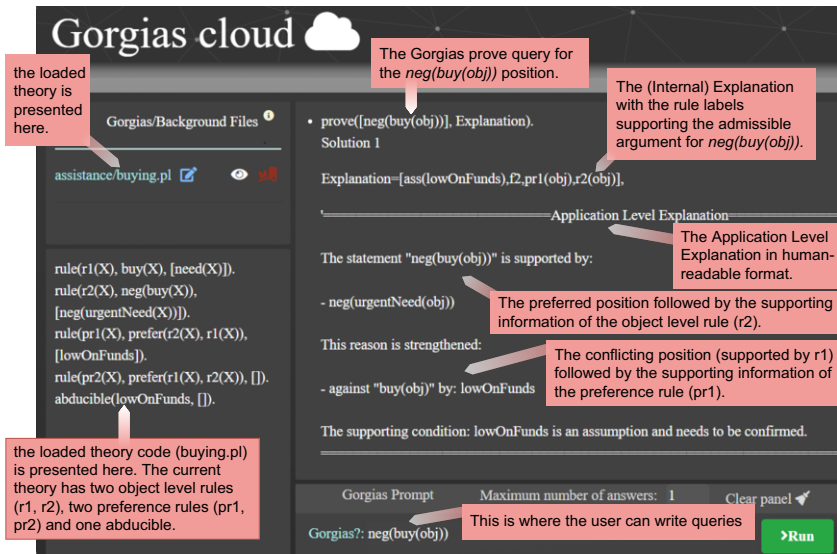 Gorgias cloud
The Gorgias prove query for
the neg(buy(obj)) position.
the loaded
theory is
presented
here.
The (Internal) Explanation
with the rule labels
supporting the admissible
argument for neg(buy(obj)).
Gorgias/Background Files
assistance/buying.pl
• prove([neg(buy(obj))], Explanation).
Solution 1
Explanation=[ass(lowOnFunds),f2,pr1(obj),r2(obj)],
'==============Application Level Explanation==============
The Application Level
Explanation in human-
readable format.
The statement "neg(buy(obj))" is supported by:
- neg(urgentNeed(obj))
The preferred position followed by the supporting
information of the object level rule (r2).
This reason is strengthened:
The conflicting position (supported by r1)
followed by the supporting information of
the preference rule (pr1).
- against "buy(obj)" by: lowOnFunds
The supporting condition: lowOnFunds is an assumption and needs to be confirmed.
rule(r1(X), buy(X), [need(X)]).
rule(r2(X), neg(buy(X)),
[neg(urgentNeed(X))]).
rule(pr1(X), prefer(r2(X), r1(X)),
[lowOnFunds]).
rule(pr2(X), prefer(r1(X), r2(X)), []).
abducible(lowOnFunds, []).
the loaded theory code (buying.pl)
is presented here. The current
theory has two object level rules
(r1, r2), two preference rules (pr1,
pr2) and one abducible.
Gorgias Prompt
Maximum number of answers: 1
Clear panel
This is where the user can write queries
Gorgias?: neg(buy(obj))
>Run